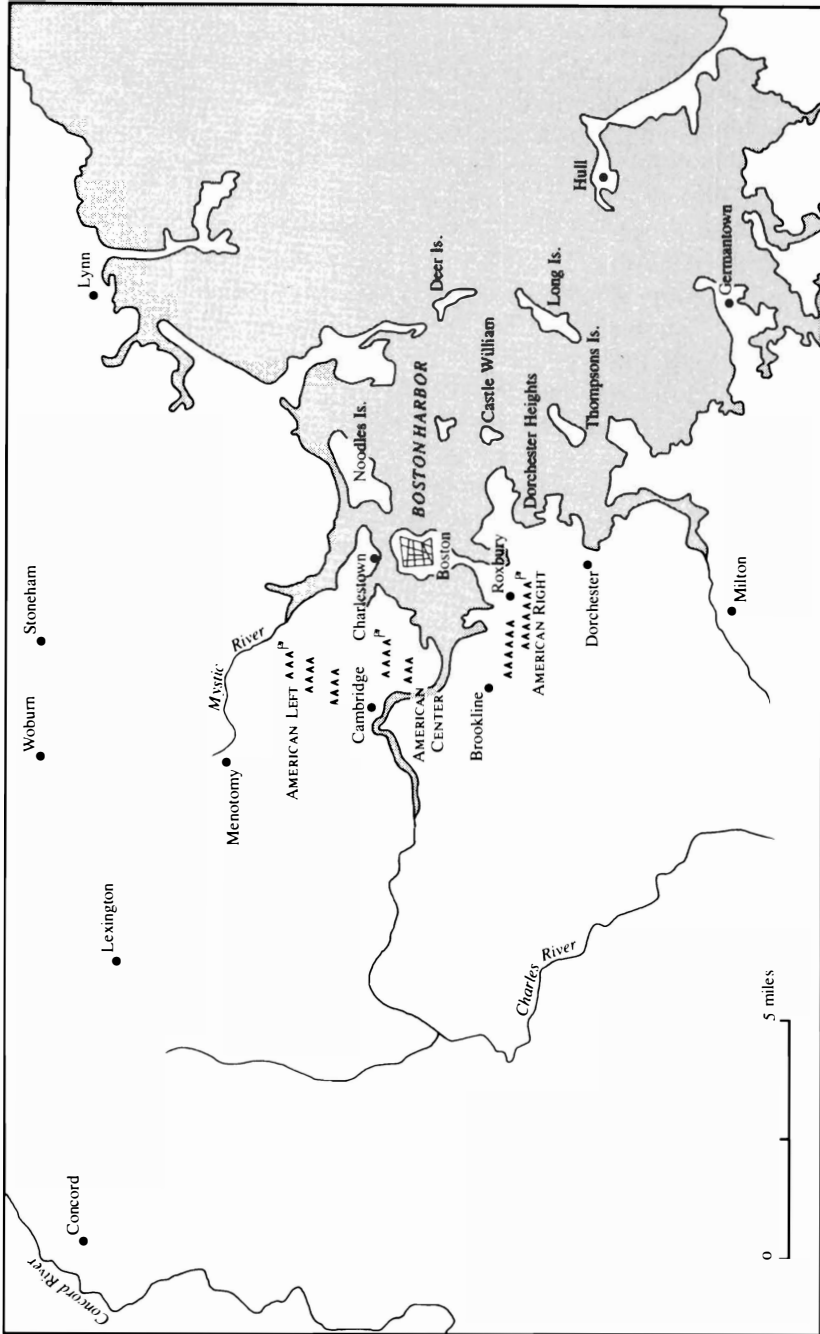 Woburn
Stoneham
Concord
Concord River
Lynn
Lexington
Mystic River
Menotomy
AMERICAN LEFT
Cambridge
Charlestown
Noodles Is.
BOSTON HARBOR
AMERICAN
CENTER
Boston
Deer Is.
Brookline
Castle William
Roxbury
Dorchester Heights
AMERICAN RIGHT
Charles River
Long Is.
Hull
Dorchester
Thompsons Is.
Germantown
Milton
0 5 miles